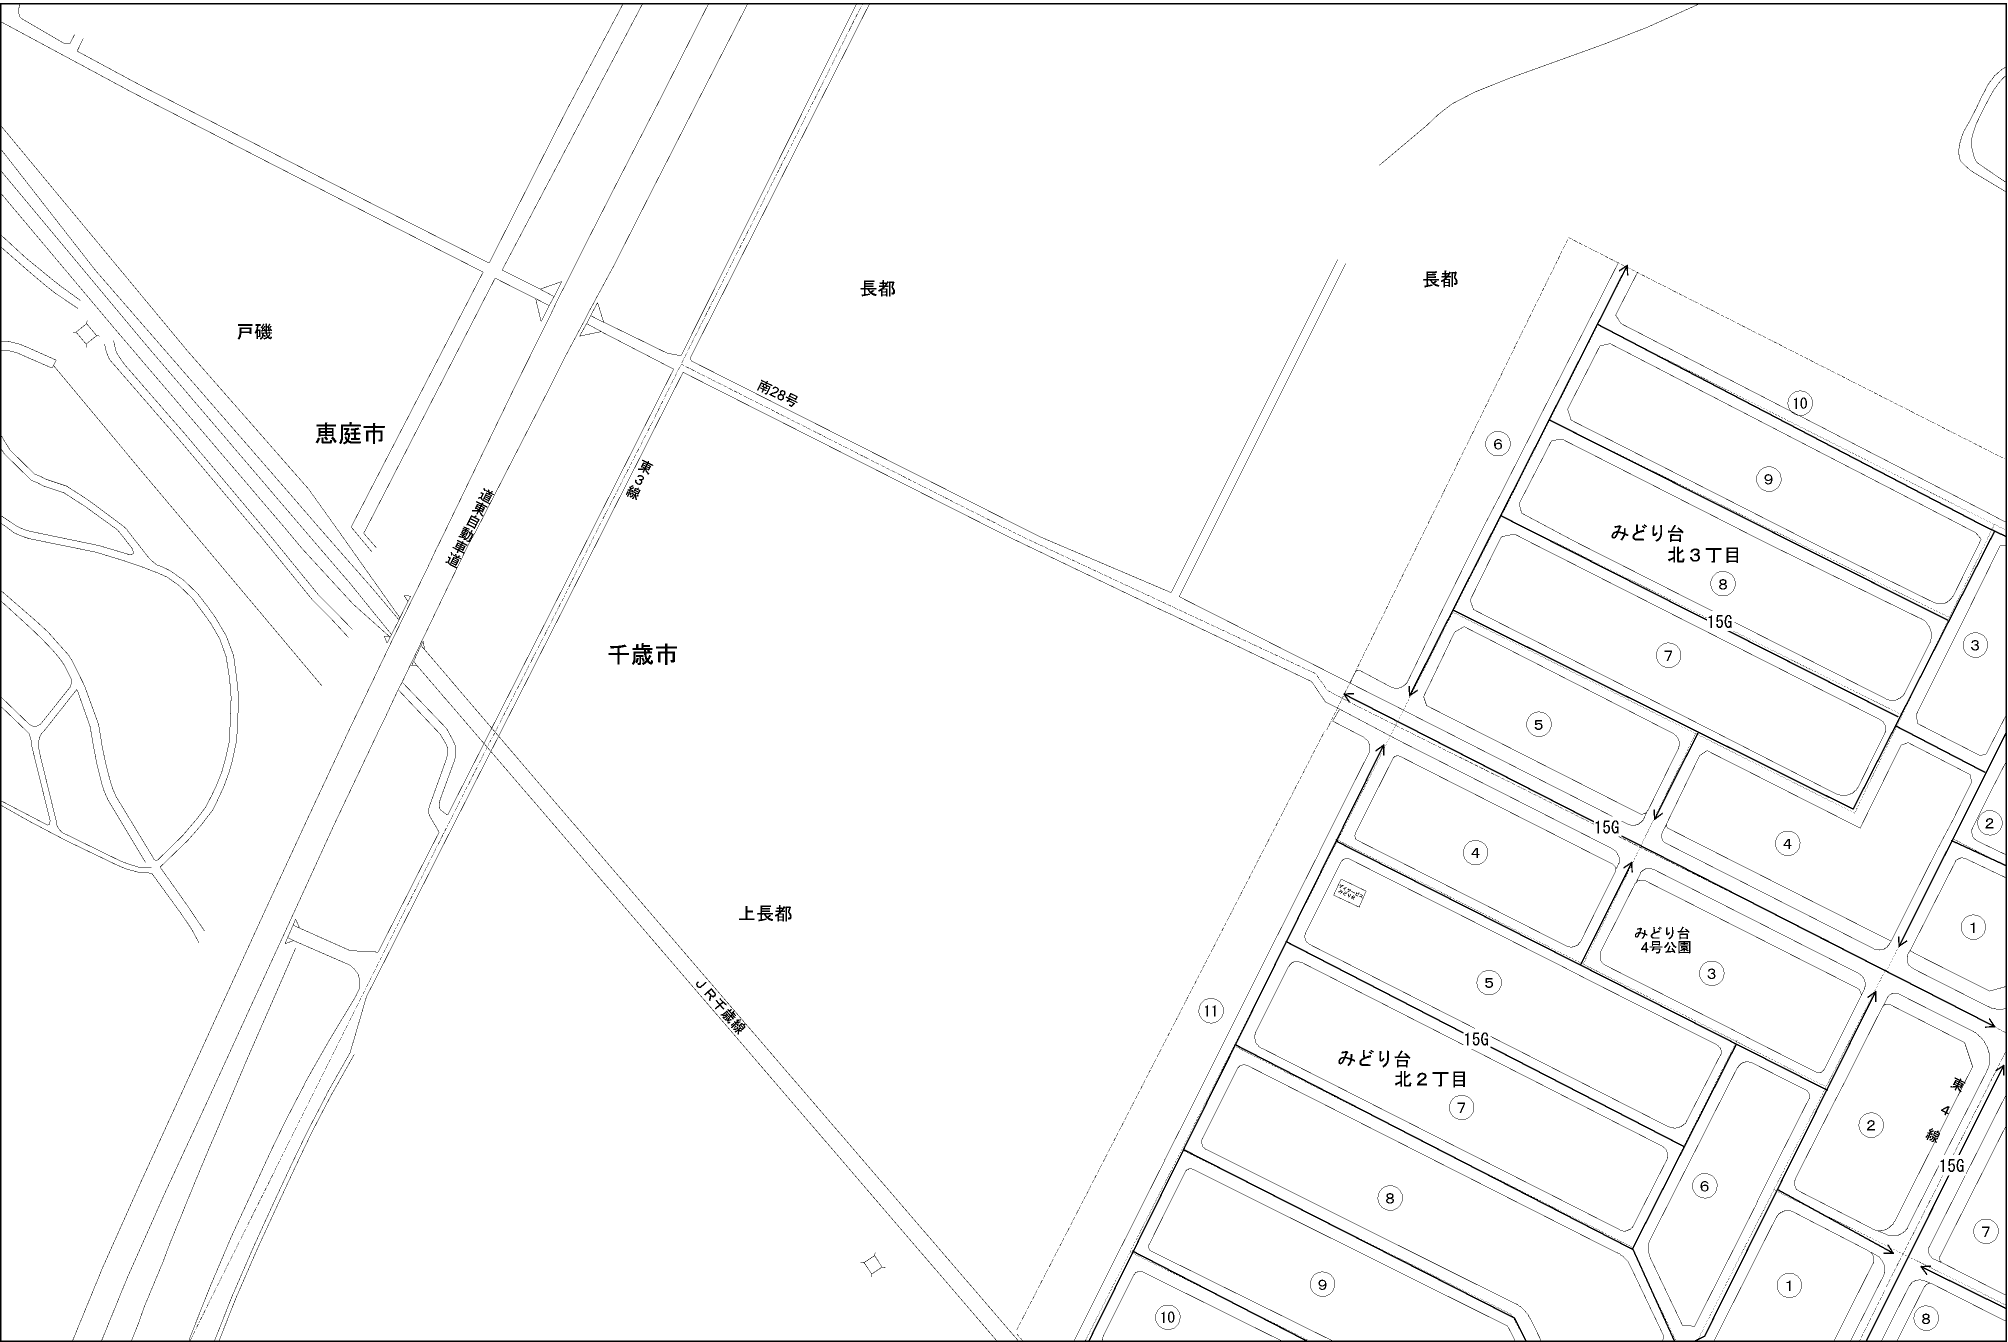 長都
長都
戸磯
南28号
⑩
恵庭市
⑥
東3線
⑨
道東自動車道
みどり台
北3丁目
⑧
15G
③
千歳市
⑦
⑤
15G
②
④
④
上長都
みどり台
4号公園
①
③
⑤
JR千歳線
⑪
15G
みどり台
北2丁目
⑦
東4線
②
15G
⑥
⑧
⑦
⑨
①
⑩
⑧